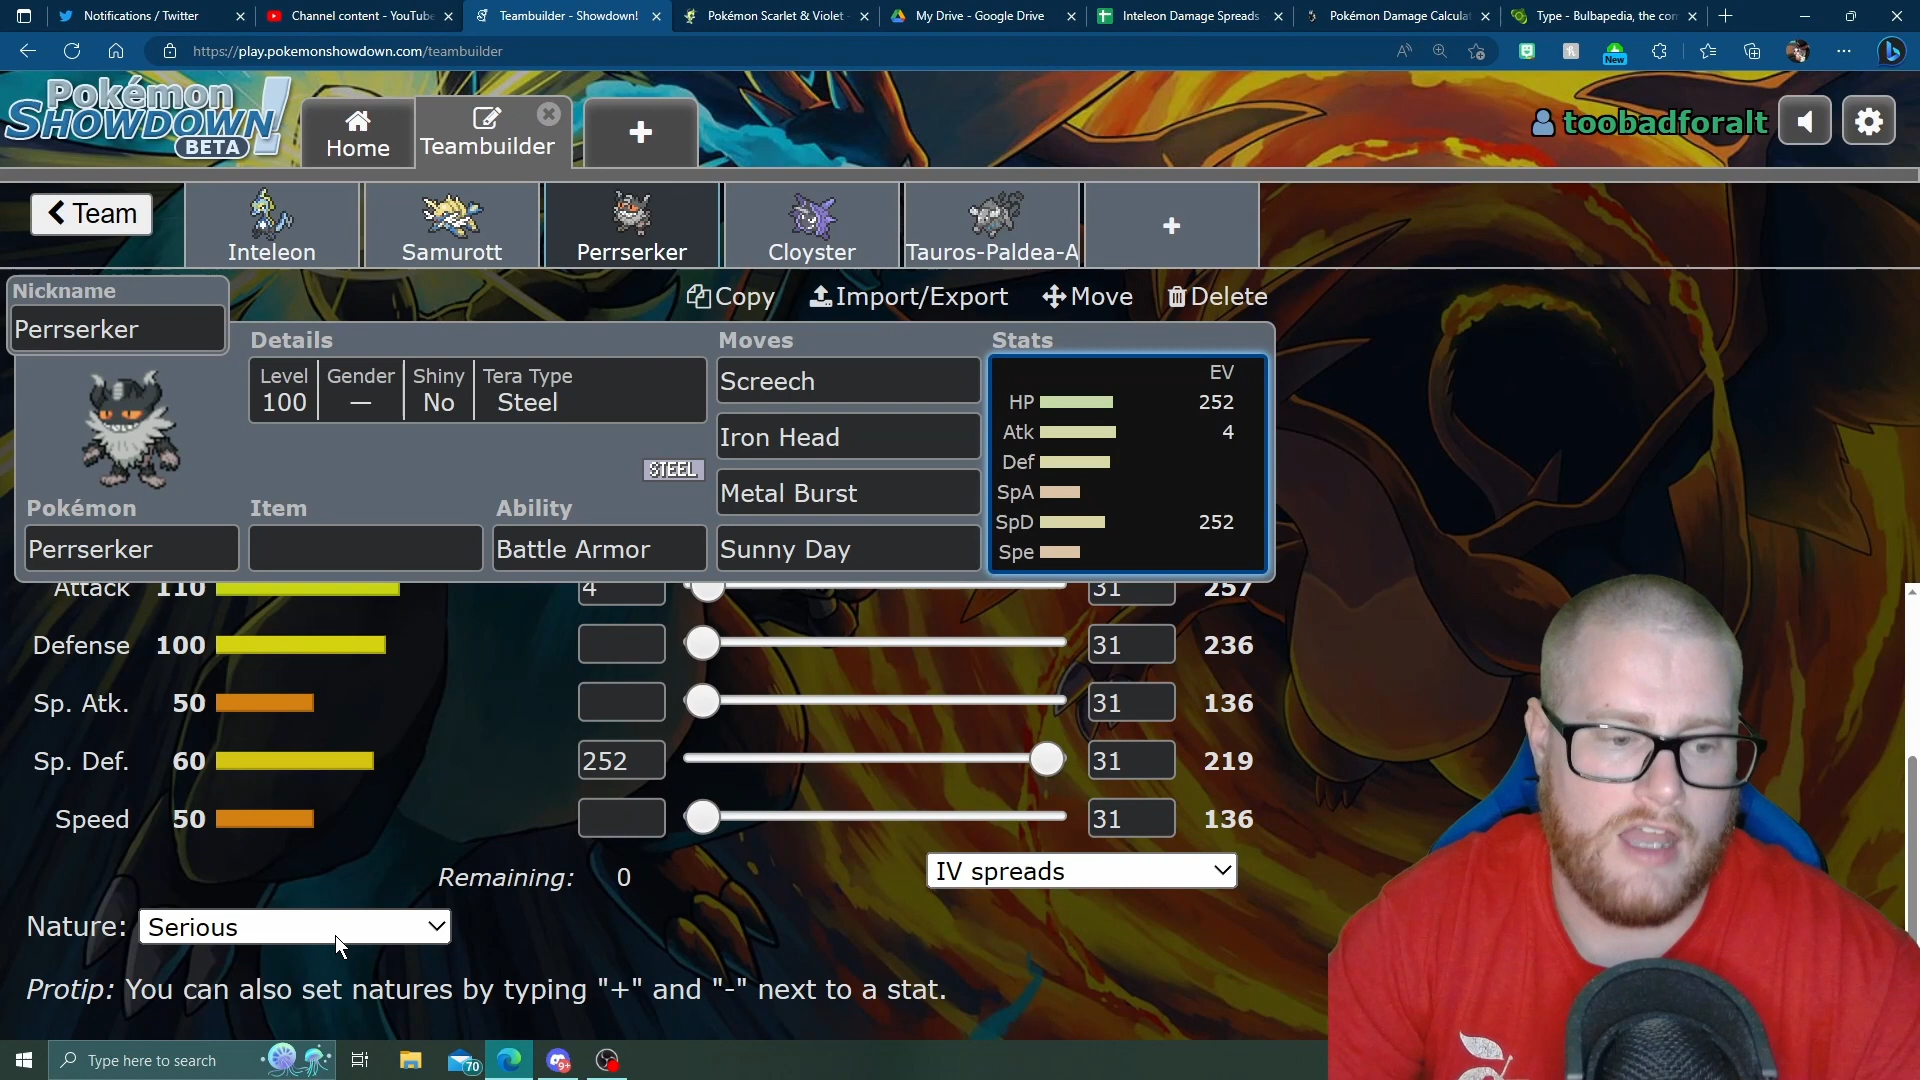 Notifications / Twitter
Channel content - YouTube
Teambuilder - Showdown!
Pokémon Scarlet & Violet
My Drive - Google Drive
Inteleon Damage Spreads
Pokémon Damage Calcula
Type - Bulbapedia, the con
https://play.pokemonshowdown.com/teambuilder
New
Pokémon
SHOWDOWN!
BETA
Home
Teambuilder
toobadforalt
Team
Inteleon
Samurott
Perrserker
Cloyster
Tauros-Paldea-A
Copy
Import/Export
Move
Delete
Nickname
Perrserker
Details
Level
100
Gender
—
Shiny
No
Tera Type
Steel
STEEL
Pokémon
Perrserker
Item
Ability
Battle Armor
Moves
Screech
Iron Head
Metal Burst
Sunny Day
Stats
EV
HP 252
Atk 4
Def
SpA
SpD 252
Spe
Attack 110 4 31 257
Defense 100 31 236
Sp. Atk. 50 31 136
Sp. Def. 60 252 31 219
Speed 50 31 136
Remaining: 0
IV spreads
Nature: Serious
Protip: You can also set natures by typing "+" and "-" next to a stat.
Type here to search
70
9+